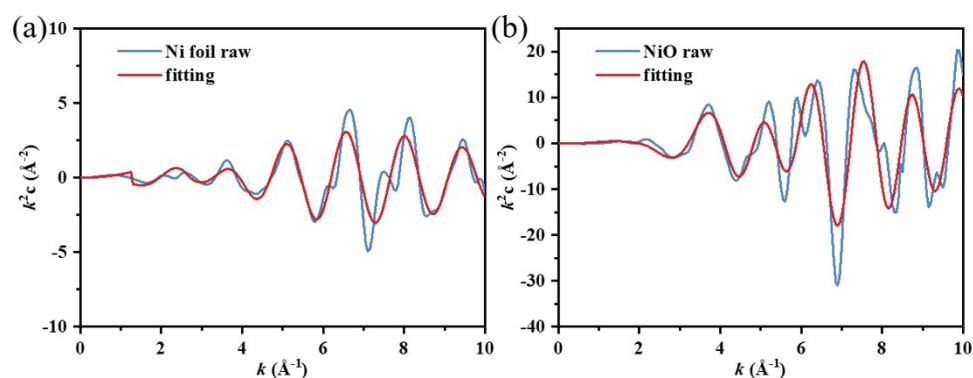 (a)
Ni foil raw
fitting
k²c (Å⁻²)
10
5
0
-5
-10
0
2
4
6
8
10
k (Å⁻¹)
(b)
NiO raw
fitting
k²c (Å⁻²)
20
10
0
-10
-20
-30
-40
0
2
4
6
8
10
k (Å⁻¹)